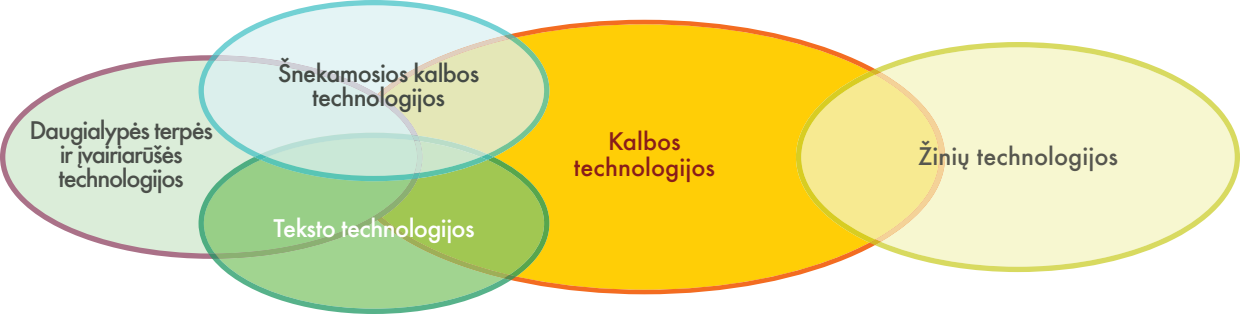 Šnekamosios kalbos
technologijos
Daugialypės terpės
ir įvairiarūšės
technologijos
Teksto technologijos
Kalbos
technologijos
Žinių technologijos